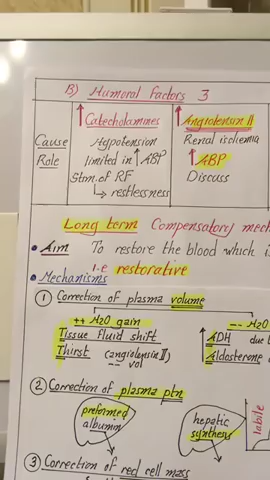 B) Humoral factors 3
↑ Catecholamines
↑ Angiotensin II
Cause
Hypotension
Renal ischemia
Role
limited in ↑ ABP
↑ ABP
Stm. of RF
Discuss
↳ restlessness
Long term Compensatory mech
• Aim To restore the blood which i
i.e restorative
• Mechanisms
① Correction of plasma volume
++ H2O gain
-- H2O
Tissue fluid shift
ADH due t
Thirst (angiotensin II)
↑ Aldosterone
-- vol
② Correction of plasma ptn
preformed
albumin
hepatic
synthesis
labile
③ Correction of red cell mass